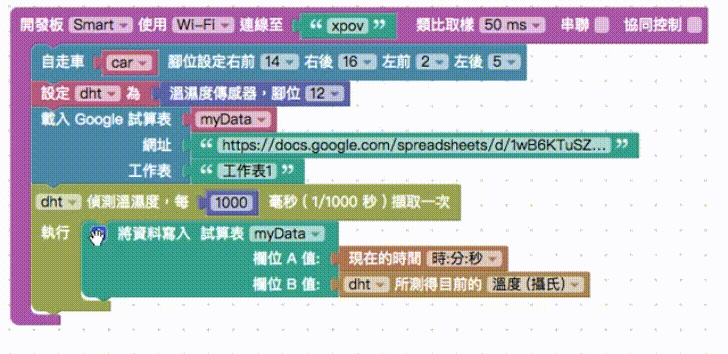 開發板 Smart 使用 Wi-Fi 連線至 “ xpov ” 類比取樣 50 ms 串聯 協同控制
自走車 car 腳位設定右前 14 右後 16 左前 2 左後 5
設定 dht 為 溫濕度傳感器，腳位 12
載入 Google 試算表 myData
網址 “ https://docs.google.com/spreadsheets/d/1wB6KTuSZ... ”
工作表 “ 工作表1 ”
dht 偵測溫濕度，每 1000 毫秒 ( 1/1000 秒 ) 擷取一次
執行 將資料寫入 試算表 myData
欄位 A 值: 現在的時間 時:分:秒
欄位 B 值: dht 所測得目前的 溫度 (攝氏)